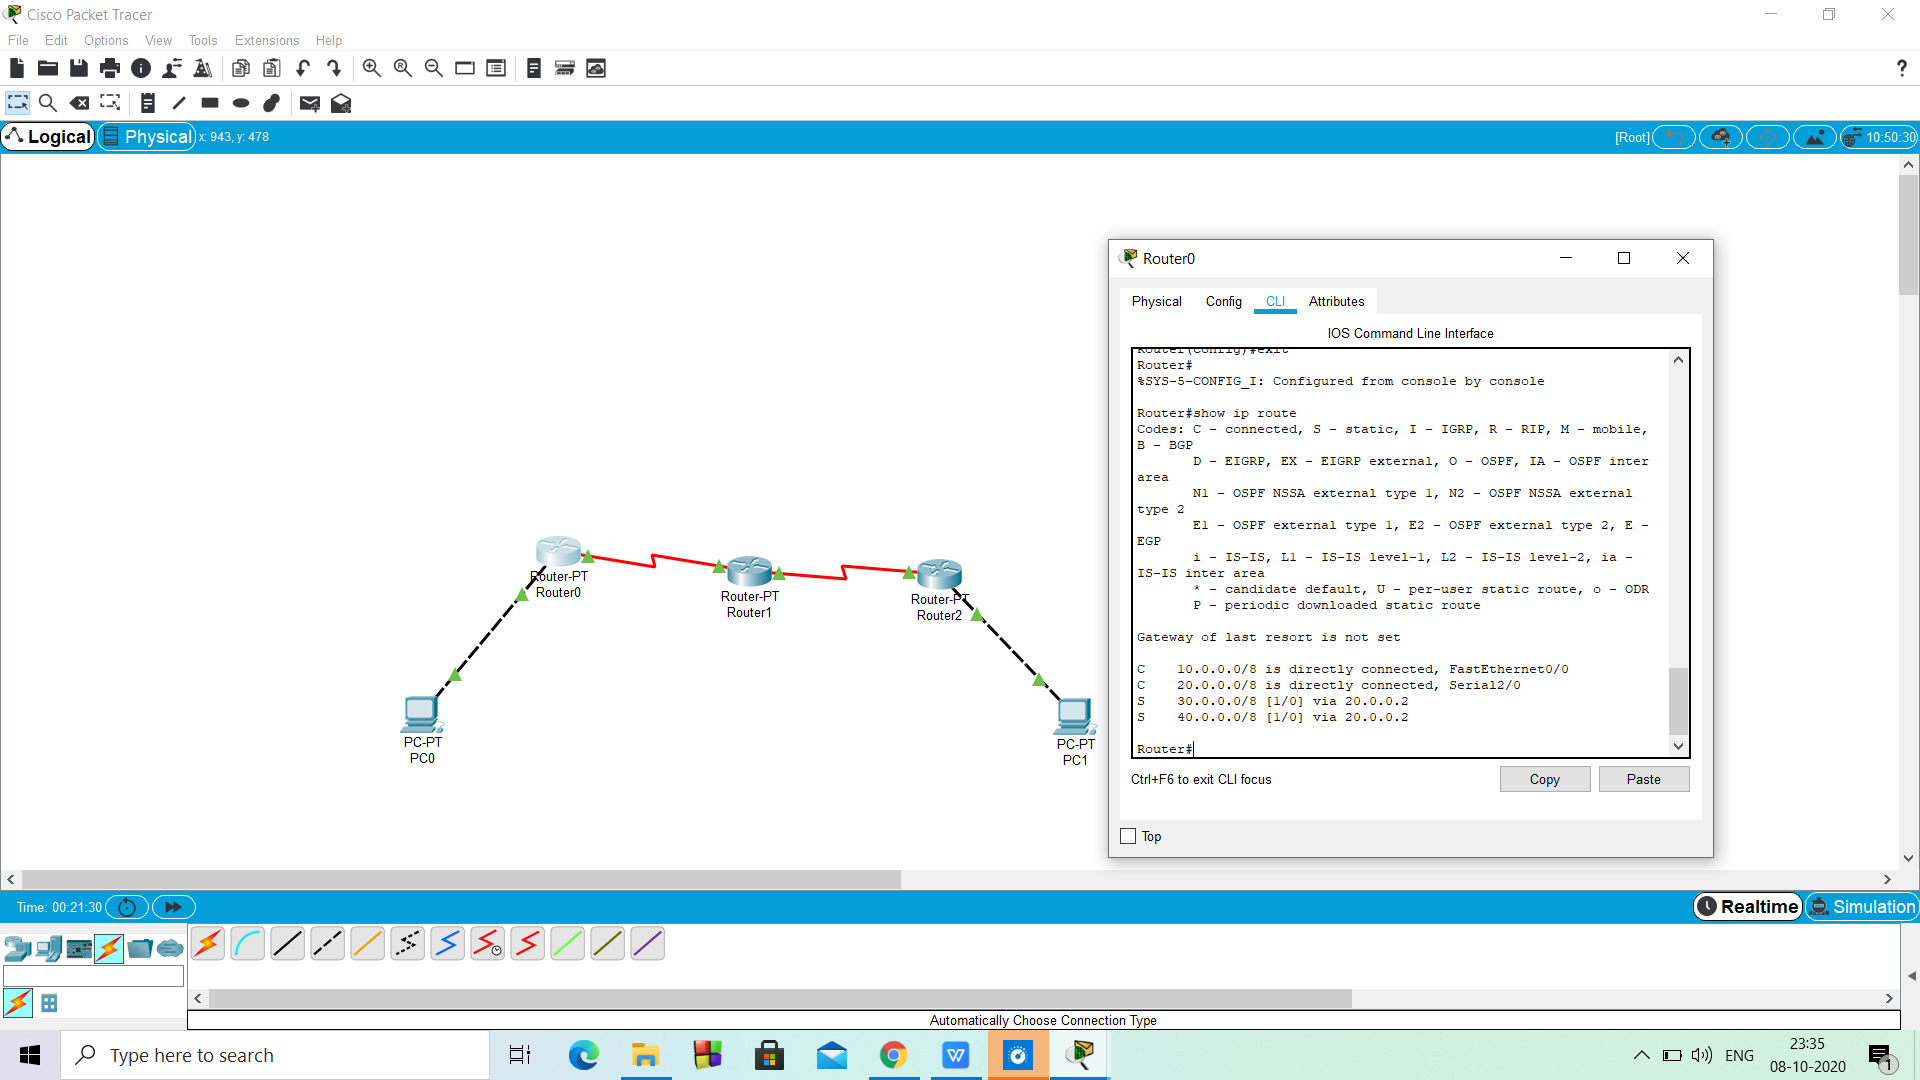 Cisco Packet Tracer
File Edit Options View Tools Extensions Help
?
Logical Physical x: 943, y: 478 [Root] 10:50:30
Router-PT
Router0
Router-PT
Router1
Router-PT
Router2
PC-PT
PC0
PC-PT
PC1
Router0
Physical Config CLI Attributes
IOS Command Line Interface
Router(config)#exit
Router#
%SYS-5-CONFIG_I: Configured from console by console
Router#show ip route
Codes: C - connected, S - static, I - IGRP, R - RIP, M - mobile,
B - BGP
D - EIGRP, EX - EIGRP external, O - OSPF, IA - OSPF inter
area
N1 - OSPF NSSA external type 1, N2 - OSPF NSSA external
type 2
E1 - OSPF external type 1, E2 - OSPF external type 2, E -
EGP
i - IS-IS, L1 - IS-IS level-1, L2 - IS-IS level-2, ia -
IS-IS inter area
* - candidate default, U - per-user static route, o - ODR
P - periodic downloaded static route
Gateway of last resort is not set
C 10.0.0.0/8 is directly connected, FastEthernet0/0
C 20.0.0.0/8 is directly connected, Serial2/0
S 30.0.0.0/8 [1/0] via 20.0.0.2
S 40.0.0.0/8 [1/0] via 20.0.0.2
Router#
Ctrl+F6 to exit CLI focus
Copy Paste
Top
Time: 00:21:30 Realtime Simulation
Automatically Choose Connection Type
Type here to search
ENG
23:35
08-10-2020
1